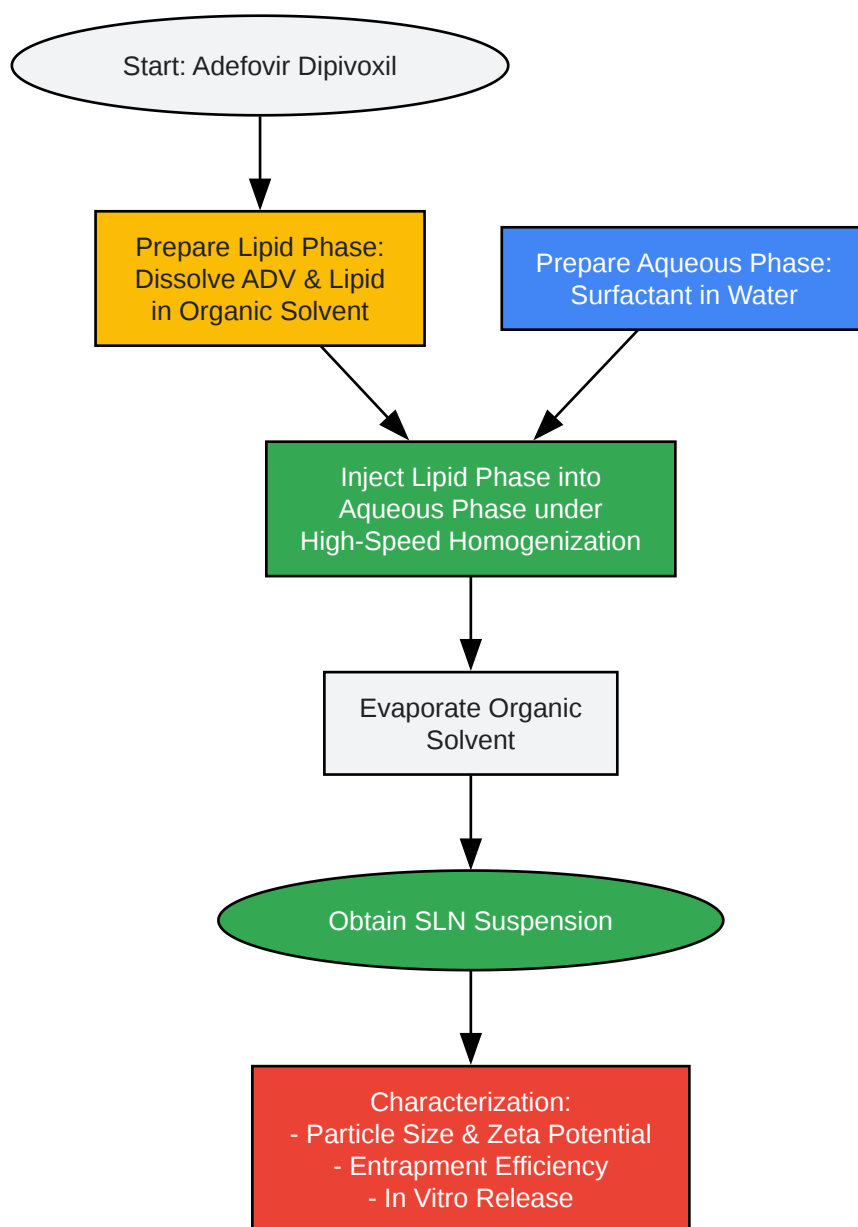 Start: Adefovir Dipivoxil
Prepare Lipid Phase:
Dissolve ADV & Lipid
in Organic Solvent
Prepare Aqueous Phase:
Surfactant in Water
Inject Lipid Phase into
Aqueous Phase under
High-Speed Homogenization
Evaporate Organic
Solvent
Obtain SLN Suspension
Characterization:
- Particle Size & Zeta Potential
- Entrapment Efficiency
- In Vitro Release